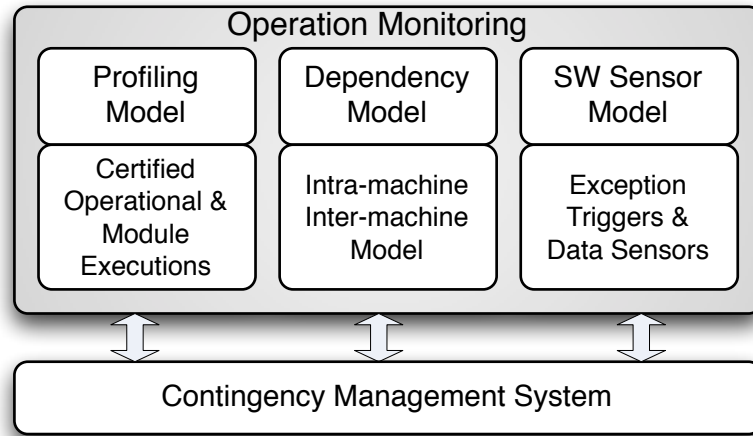 Operation Monitoring
Profiling
Model
Certified
Operational &
Module
Executions
Dependency
Model
Intra-machine
Inter-machine
Model
SW Sensor
Model
Exception
Triggers &
Data Sensors
Contingency Management System